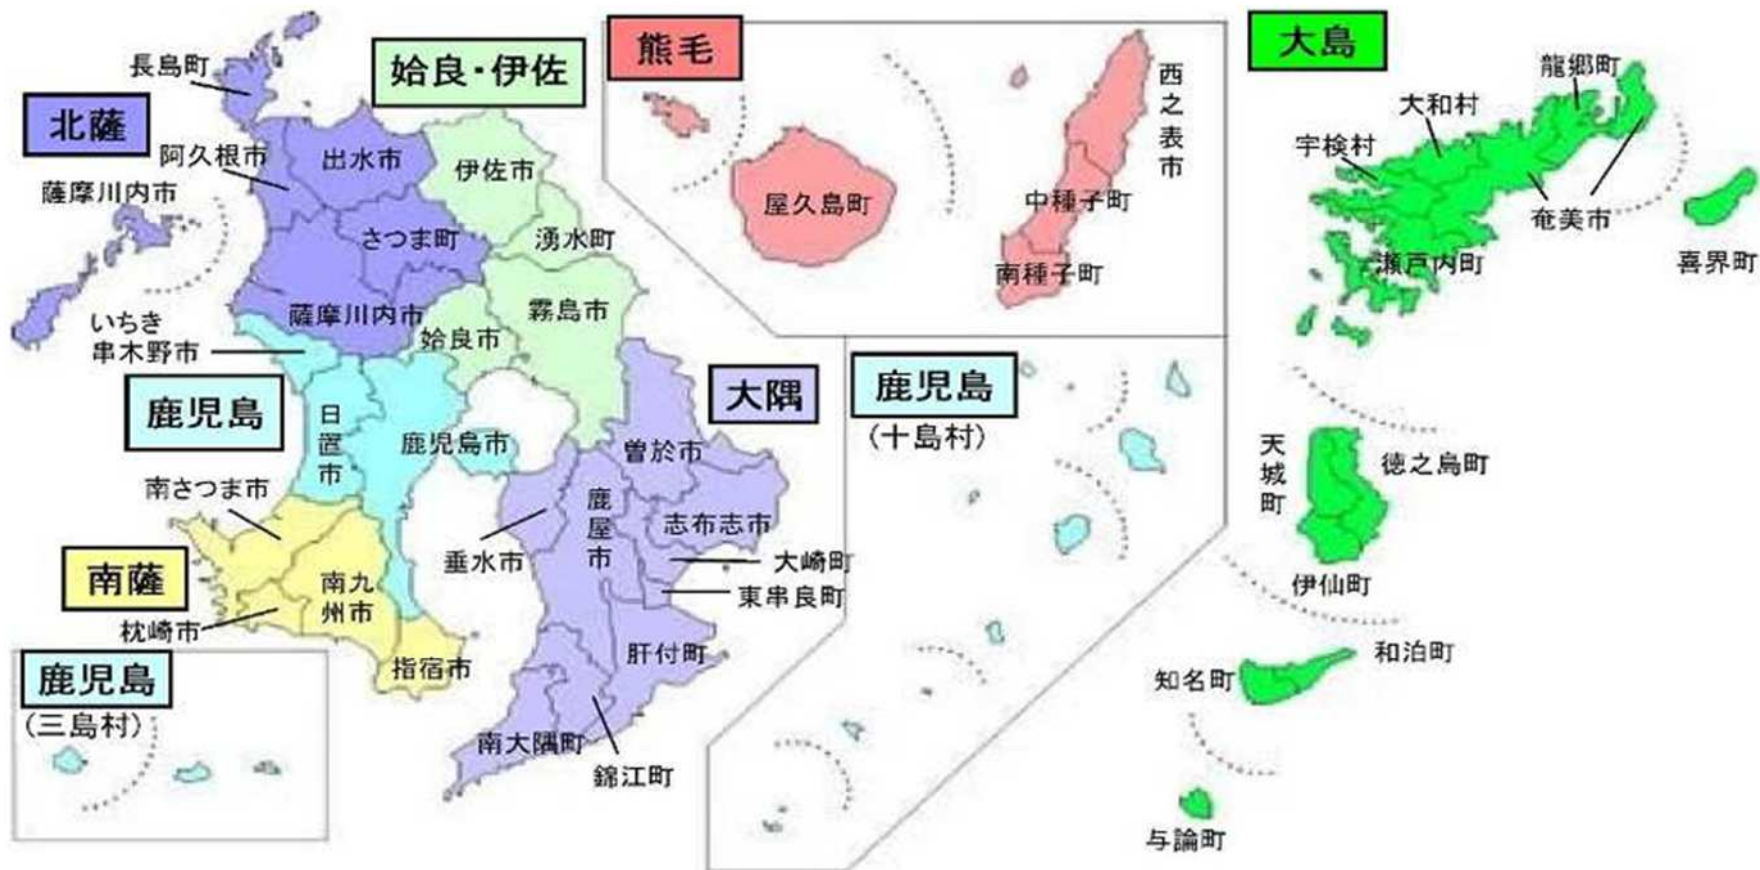 長島町
北薩
阿久根市
出水市
薩摩川内市
さつま町
薩摩川内市
始良・伊佐
伊佐市
湧水町
霧島市
始良市
いちき
串木野市
鹿児島
日置市
鹿児島市
南さつま市
南薩
南九
州市
枕崎市
指宿市
鹿児島
(三島村)
大隅
曽於市
鹿屋市
志布志市
垂水市
大崎町
東串良町
肝付町
南大隅町
錦江町
熊毛
西之表市
屋久島町
中種子町
南種子町
鹿児島
(十島村)
大島
龍郷町
大和村
宇検村
奄美市
喜界町
瀬戸内町
天城町
徳之島町
伊仙町
和泊町
知名町
与論町